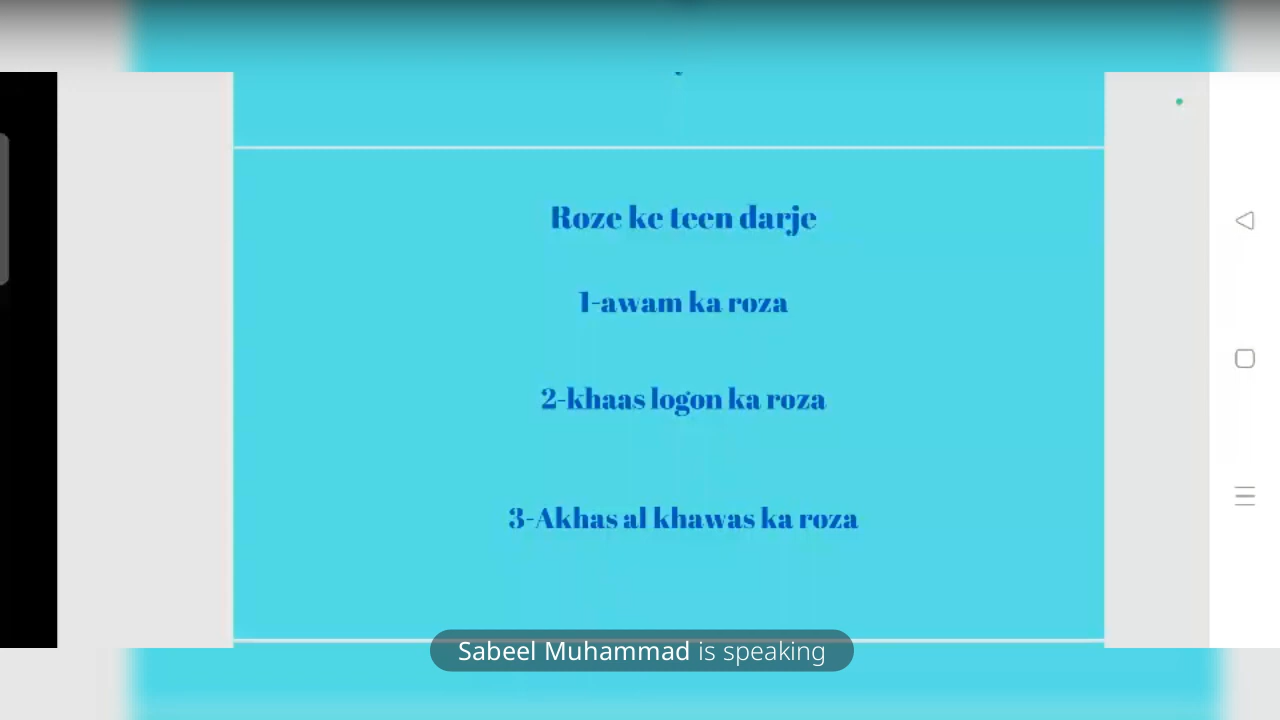 Roze ke teen darje
1-awam ka roza
2-khaas logon ka roza
3-Akhas al khawas ka roza
Sabeel Muhammad is speaking